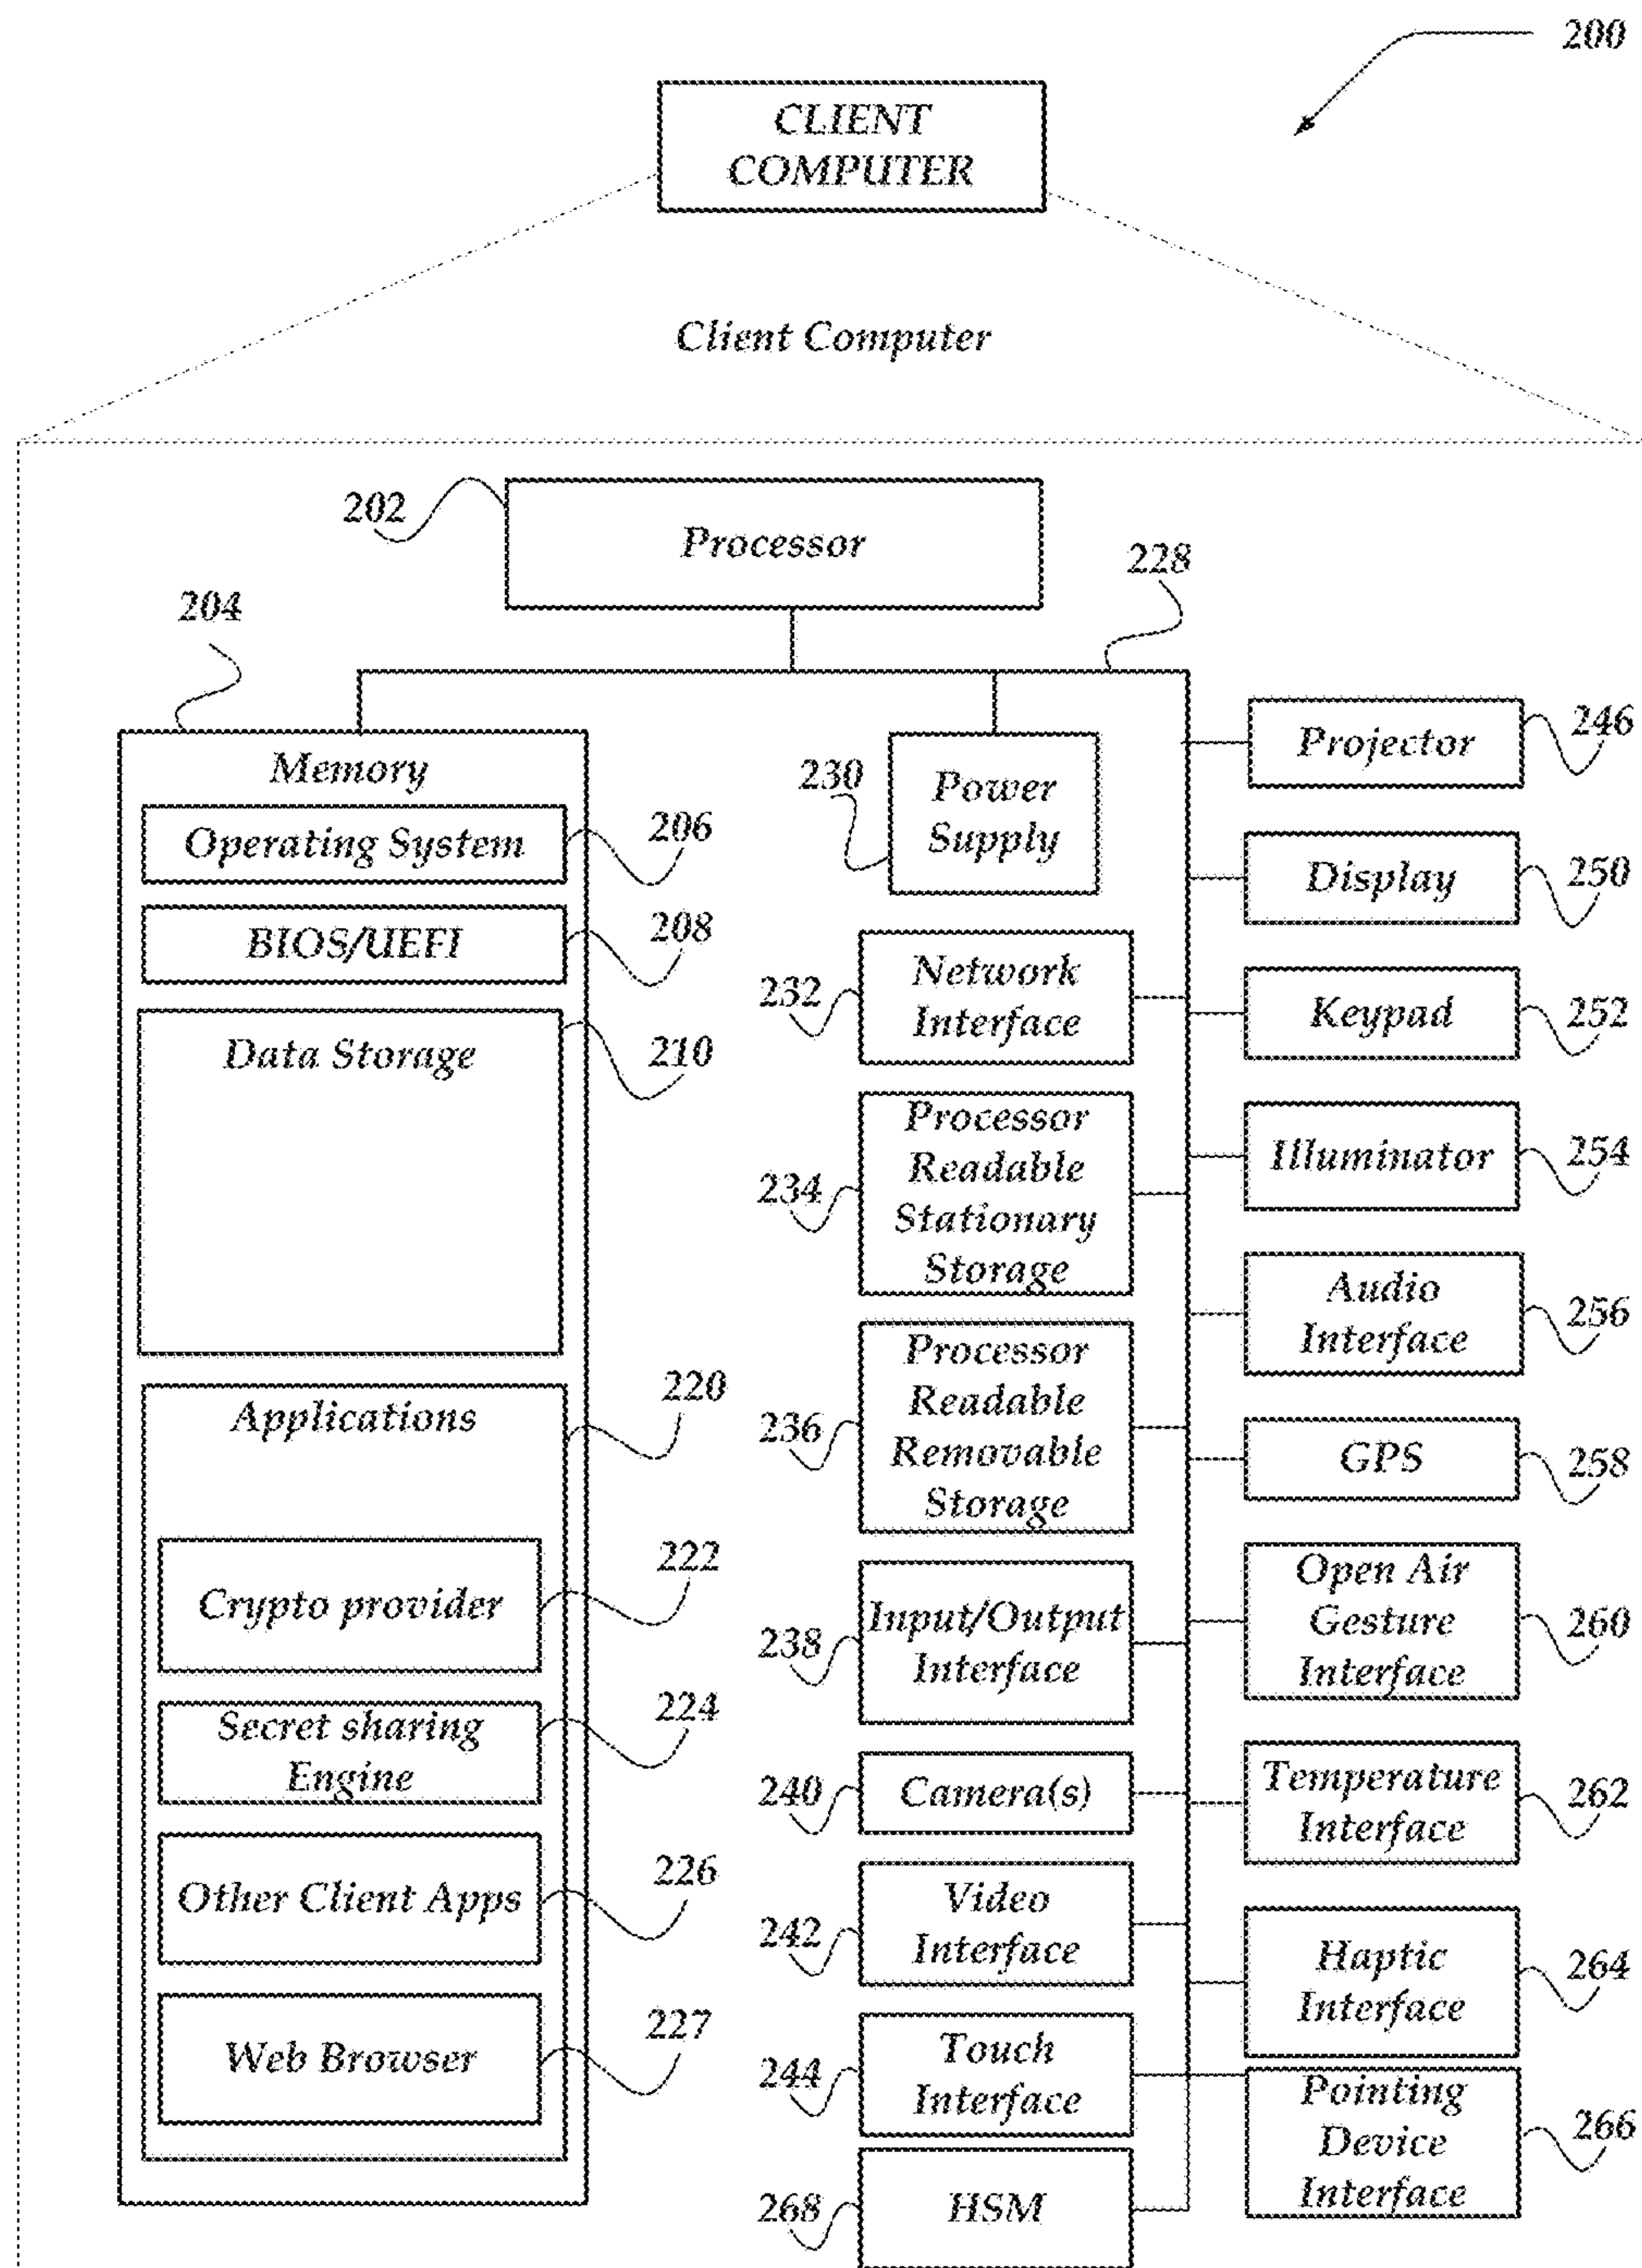 200
CLIENT
COMPUTER
Client Computer
202
Processor
228
204
Memory
Operating System
206
BIOS/UEFI
208
Data Storage
210
Applications
220
Crypto provider
222
Secret sharing
Engine
224
Other Client Apps
226
Web Browser
227
230
Power
Supply
232
Network
Interface
234
Processor
Readable
Stationary
Storage
236
Processor
Readable
Removable
Storage
238
Input/Output
Interface
240
Camera(s)
242
Video
Interface
244
Touch
Interface
268
HSM
Projector
246
Display
250
Keypad
252
Illuminator
254
Audio
Interface
256
GPS
258
Open Air
Gesture
Interface
260
Temperature
Interface
262
Haptic
Interface
264
Pointing
Device
Interface
266